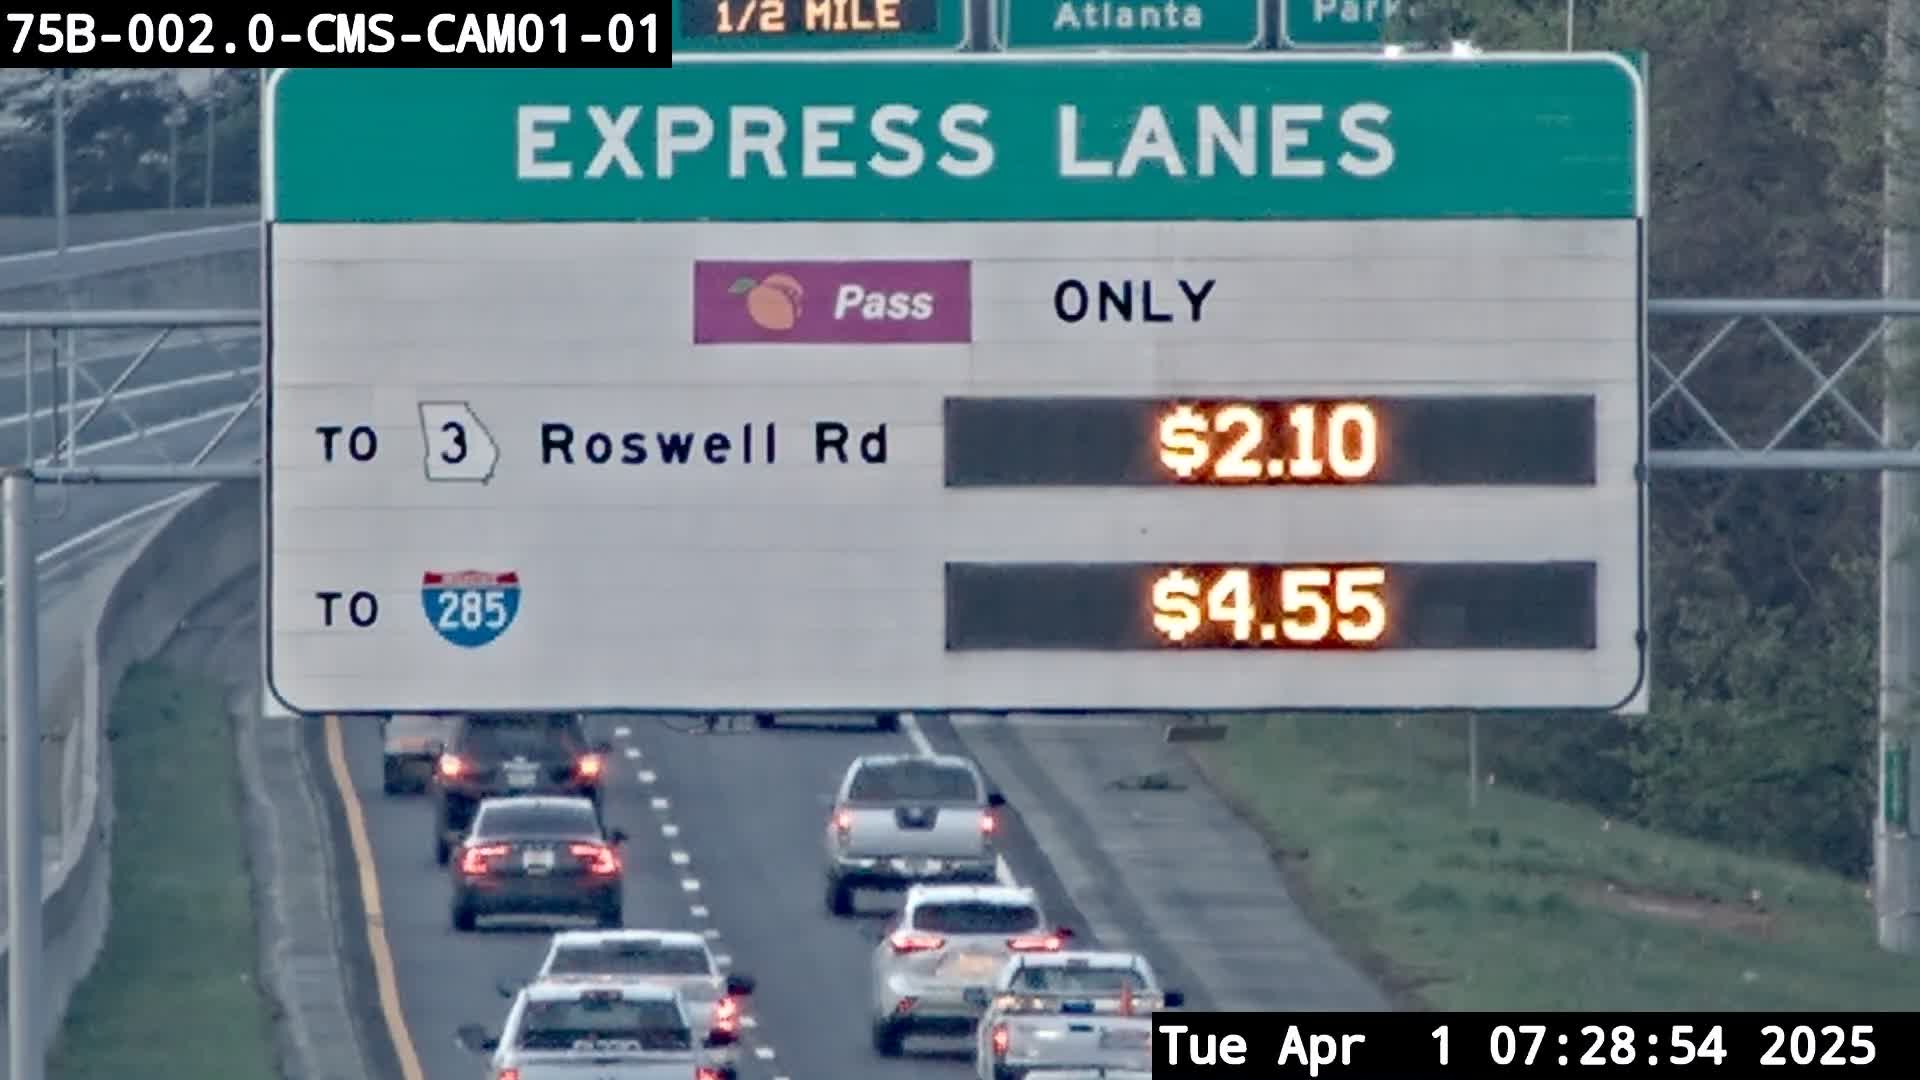 75B-002.0-CMS-CAM01-01
1/2 MILE
Atlanta
EXPRESS LANES
Pass ONLY
TO 3 Roswell Rd $2.10
TO 285 $4.55
Tue Apr 1 07:28:54 2025